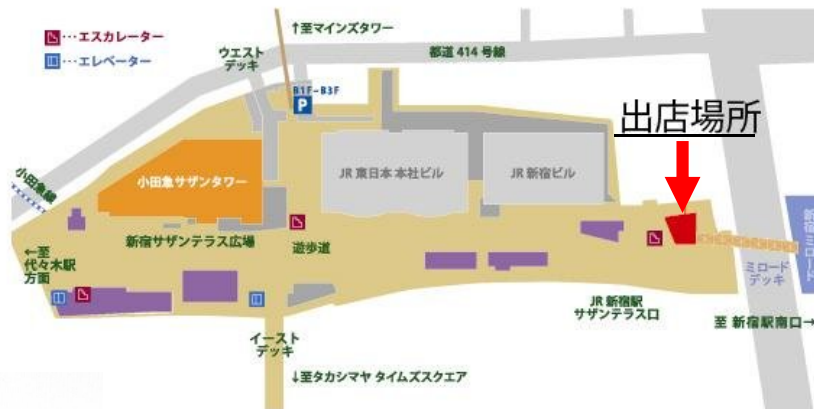 ↑至マインズタワー
…エスカレーター
…エレベーター
ウエスト
デッキ
都道 414 号線
B1F-B3F
P
出店場所
小田急サザンタワー
JR 東日本 本社ビル
JR 新宿ビル
小田急線
新宿サザンテラス広場
遊歩道
←至
代々木駅
方面
新宿ミロード
ミロード
デッキ
JR 新宿駅
サザンテラス口
至 新宿駅南口→
イースト
デッキ
↓至タカシマヤ タイムズスクエア